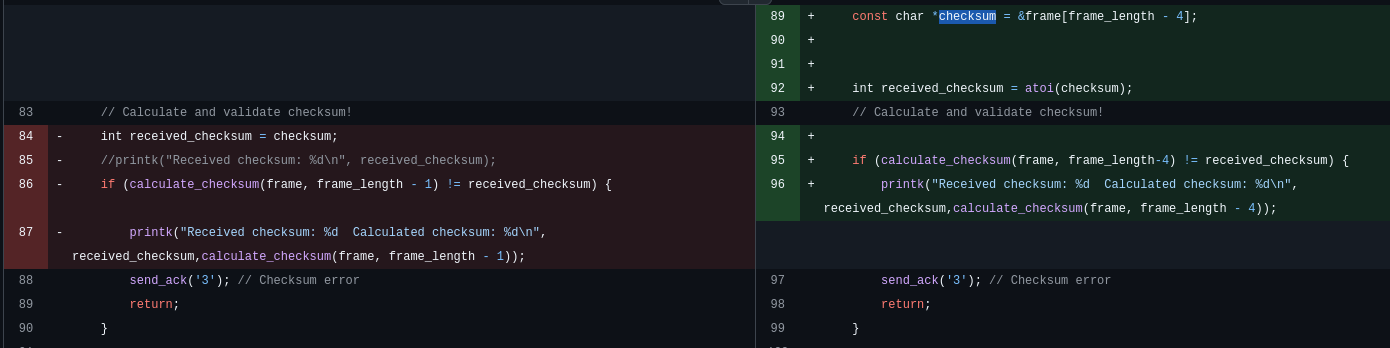 89 + const char *checksum = &frame[frame_length - 4];
90 +
91 +
92 + int received_checksum = atoi(checksum);
83 // Calculate and validate checksum! 93 // Calculate and validate checksum!
84 - int received_checksum = checksum; 94 +
85 - //printk("Received checksum: %d\n", received_checksum); 95 + if (calculate_checksum(frame, frame_length-4) != received_checksum) {
86 - if (calculate_checksum(frame, frame_length - 1) != received_checksum) { 96 + printk("Received checksum: %d  Calculated checksum: %d\n",
received_checksum,calculate_checksum(frame, frame_length - 4));
87 - printk("Received checksum: %d  Calculated checksum: %d\n",
received_checksum,calculate_checksum(frame, frame_length - 1));
88 send_ack('3'); // Checksum error 97 send_ack('3'); // Checksum error
89 return; 98 return;
90 } 99 }